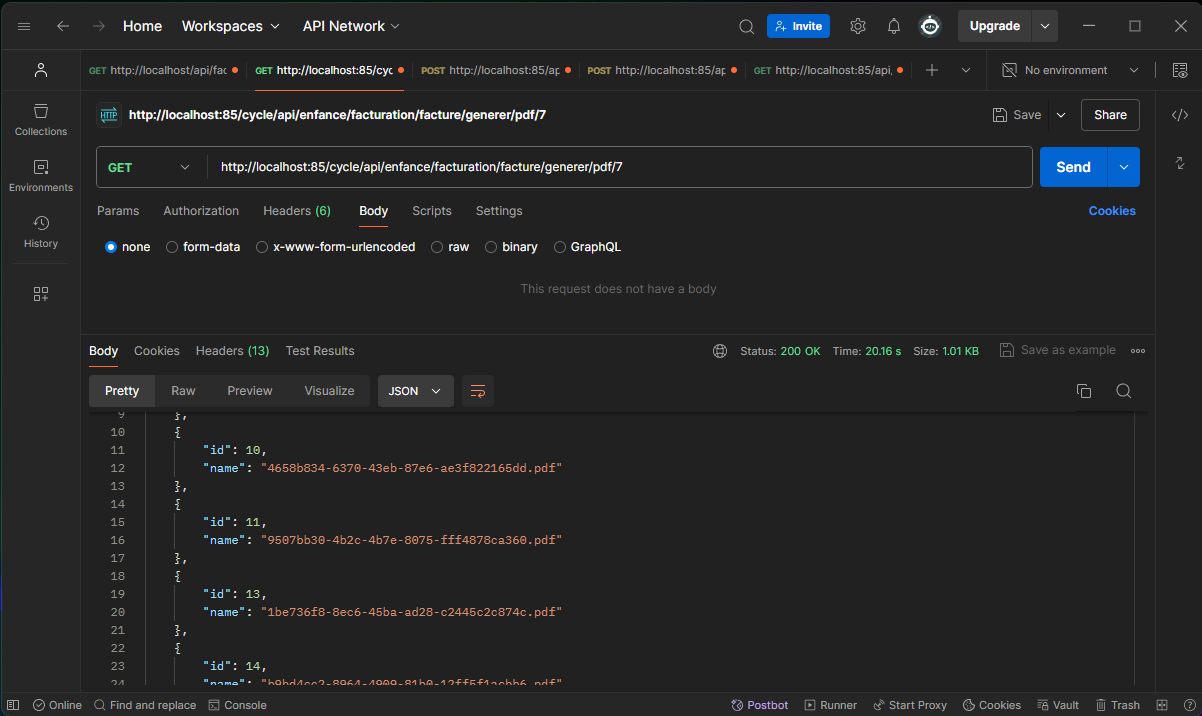 Home Workspaces API Network Invite Upgrade
GET http://localhost/api/fac GET http://localhost:85/cyc POST http://localhost:85/ap POST http://localhost:85/ap GET http://localhost:85/api, No environment
HTTP http://localhost:85/cycle/api/enfance/facturation/facture/generer/pdf/7 Save Share
Collections
GET http://localhost:85/cycle/api/enfance/facturation/facture/generer/pdf/7 Send
Environments
Params Authorization Headers (6) Body Scripts Settings Cookies
History
none form-data x-www-form-urlencoded raw binary GraphQL
This request does not have a body
Body Cookies Headers (13) Test Results Status: 200 OK Time: 20.16 s Size: 1.01 KB Save as example
Pretty Raw Preview Visualize JSON
9 },
10 {
11 "id": 10,
12 "name": "4658b834-6370-43eb-87e6-ae3f822165dd.pdf"
13 },
14 {
15 "id": 11,
16 "name": "9507bb30-4b2c-4b7e-8075-fff4878ca360.pdf"
17 },
18 {
19 "id": 13,
20 "name": "1be736f8-8ec6-45ba-ad28-c2445c2c874c.pdf"
21 },
22 {
23 "id": 14,
24 "name":
Online Find and replace Console Postbot Runner Start Proxy Cookies Vault Trash